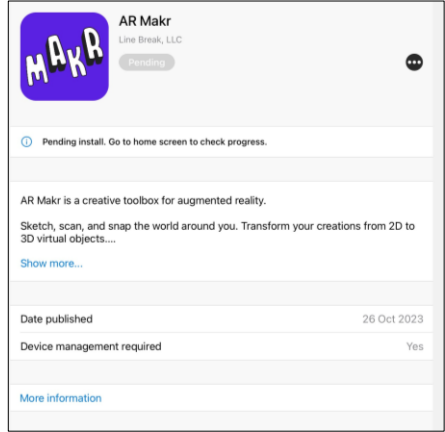 MAKR
AR Makr
Line Break, LLC
Pending
Pending install. Go to home screen to check progress.
AR Makr is a creative toolbox for augmented reality.
Sketch, scan, and snap the world around you. Transform your creations from 2D to
3D virtual objects....
Show more...
Date published 26 Oct 2023
Device management required Yes
More information